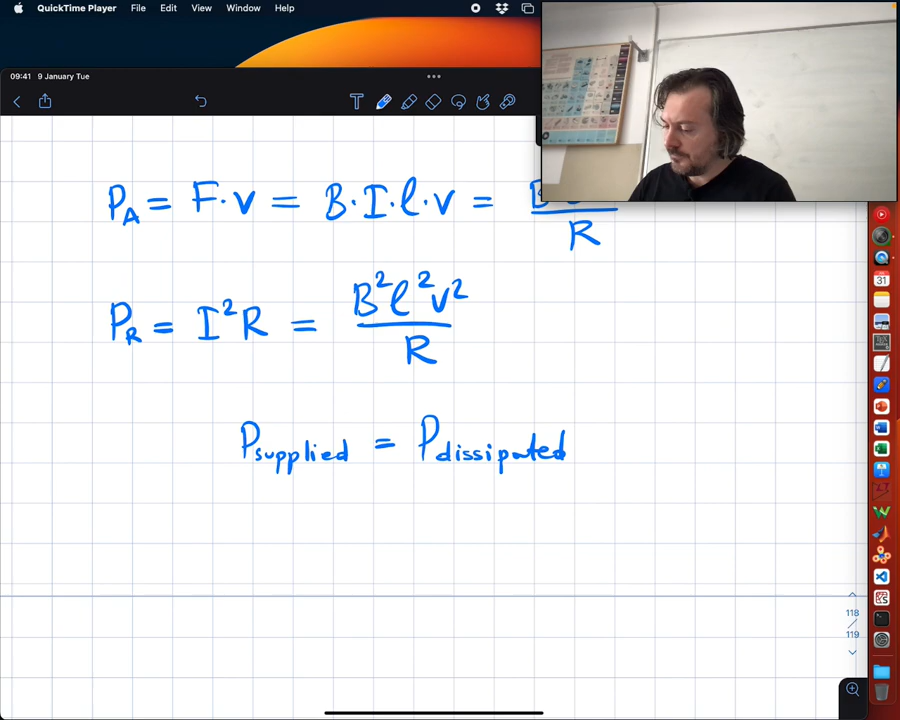 QuickTime Player File Edit View Window Help
09:41 9 January Tue
T
P_A = F·v = B·I·l·v = B / R
P_R = I²R = B²l²v² / R
P_supplied = P_dissipated
31
118
/
119